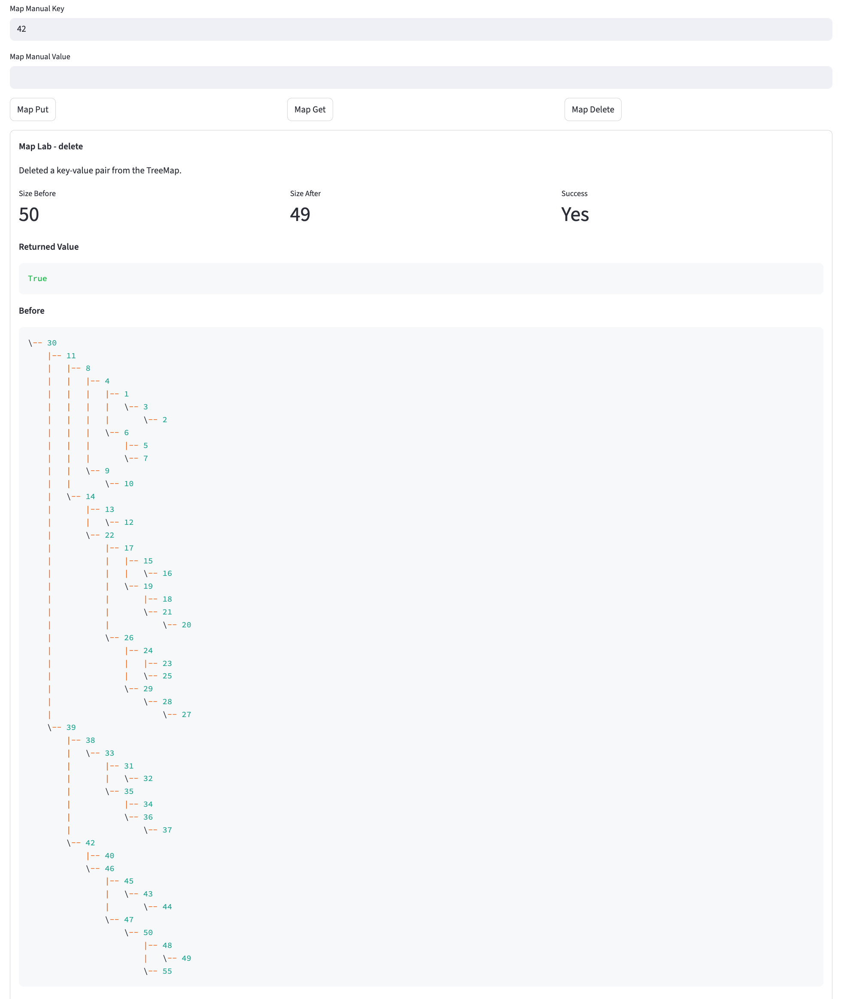 Map Manual Key
42
Map Manual Value
Map Put Map Get Map Delete
Map Lab - delete
Deleted a key-value pair from the TreeMap.
Size Before Size After Success
50 49 Yes
Returned Value
True
Before
\-- 30
    |-- 11
    |   |-- 8
    |   |   |-- 4
    |   |   |   |-- 1
    |   |   |   |   \-- 3
    |   |   |   |       \-- 2
    |   |   |   \-- 6
    |   |   |       |-- 5
    |   |   |       \-- 7
    |   |   \-- 9
    |   |       \-- 10
    |   \-- 14
    |       |-- 13
    |       |   \-- 12
    |       \-- 22
    |           |-- 17
    |           |   |-- 15
    |           |   |   \-- 16
    |           |   \-- 19
    |           |       |-- 18
    |           |       \-- 21
    |           |           \-- 20
    |           \-- 26
    |               |-- 24
    |               |   |-- 23
    |               |   \-- 25
    |               \-- 29
    |                   \-- 28
    |                       \-- 27
    \-- 39
        |-- 38
        |   \-- 33
        |       |-- 31
        |       |   \-- 32
        |       \-- 35
        |           |-- 34
        |           \-- 36
        |               \-- 37
        \-- 42
            |-- 40
            \-- 46
                |-- 45
                |   \-- 43
                |       \-- 44
                \-- 47
                    \-- 50
                        |-- 48
                        |   \-- 49
                        \-- 55